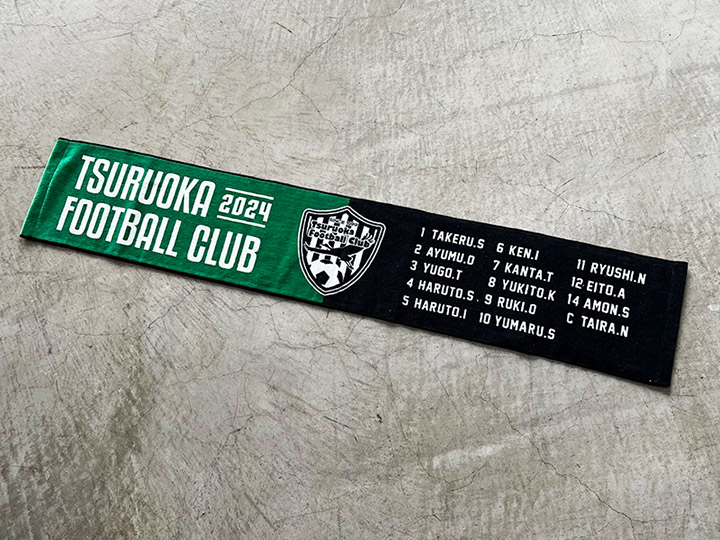 TSURUOKA 2024
FOOTBALL CLUB
Tsuruoka
Football Club
1 TAKERU.S
2 AYUMU.O
3 YUGO.T
4 HARUTO.S
5 HARUTO.I
6 KEN.I
7 KANTA.T
8 YUKITO.K
9 RUKI.O
10 YUMARU.S
11 RYUSHI.N
12 EITO.A
14 AMON.S
C TAIRA.N